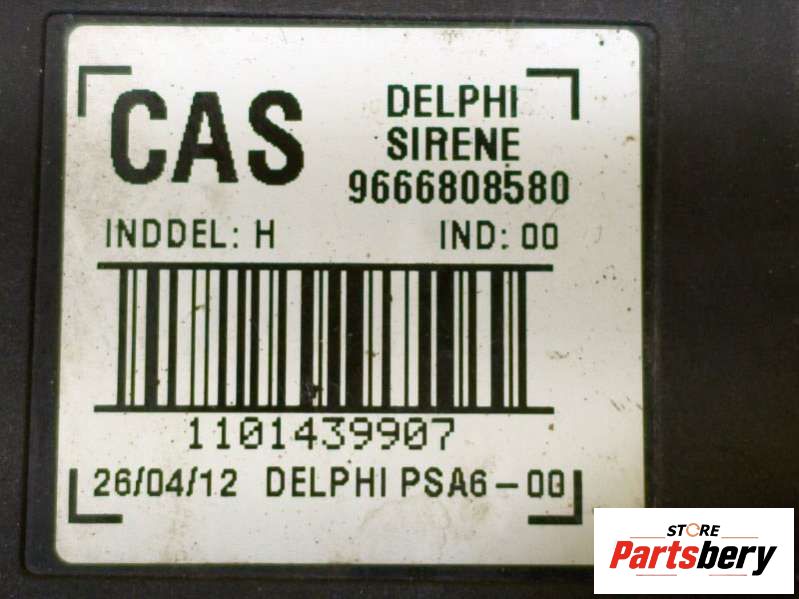 CAS
DELPHI
SIRENE
9666808580
INDDEL: H IND: 00
1101439907
26/04/12 DELPHI PSA6-00
STORE
Partsbery